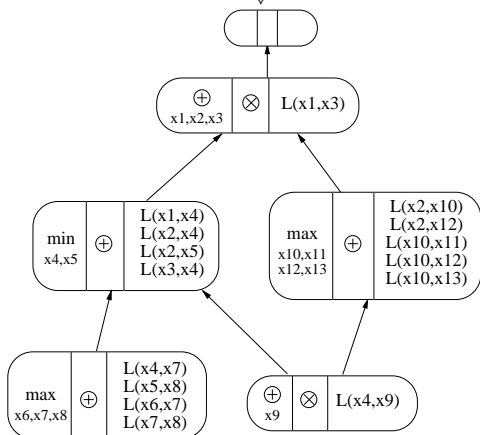 ⊕
x1,x2,x3
⊗
L(x1,x3)
min
x4,x5
⊕
L(x1,x4)
L(x2,x4)
L(x2,x5)
L(x3,x4)
max
x10,x11
x12,x13
⊕
L(x2,x10)
L(x2,x12)
L(x10,x11)
L(x10,x12)
L(x10,x13)
max
x6,x7,x8
⊕
L(x4,x7)
L(x5,x8)
L(x6,x7)
L(x7,x8)
⊕
x9
⊗
L(x4,x9)